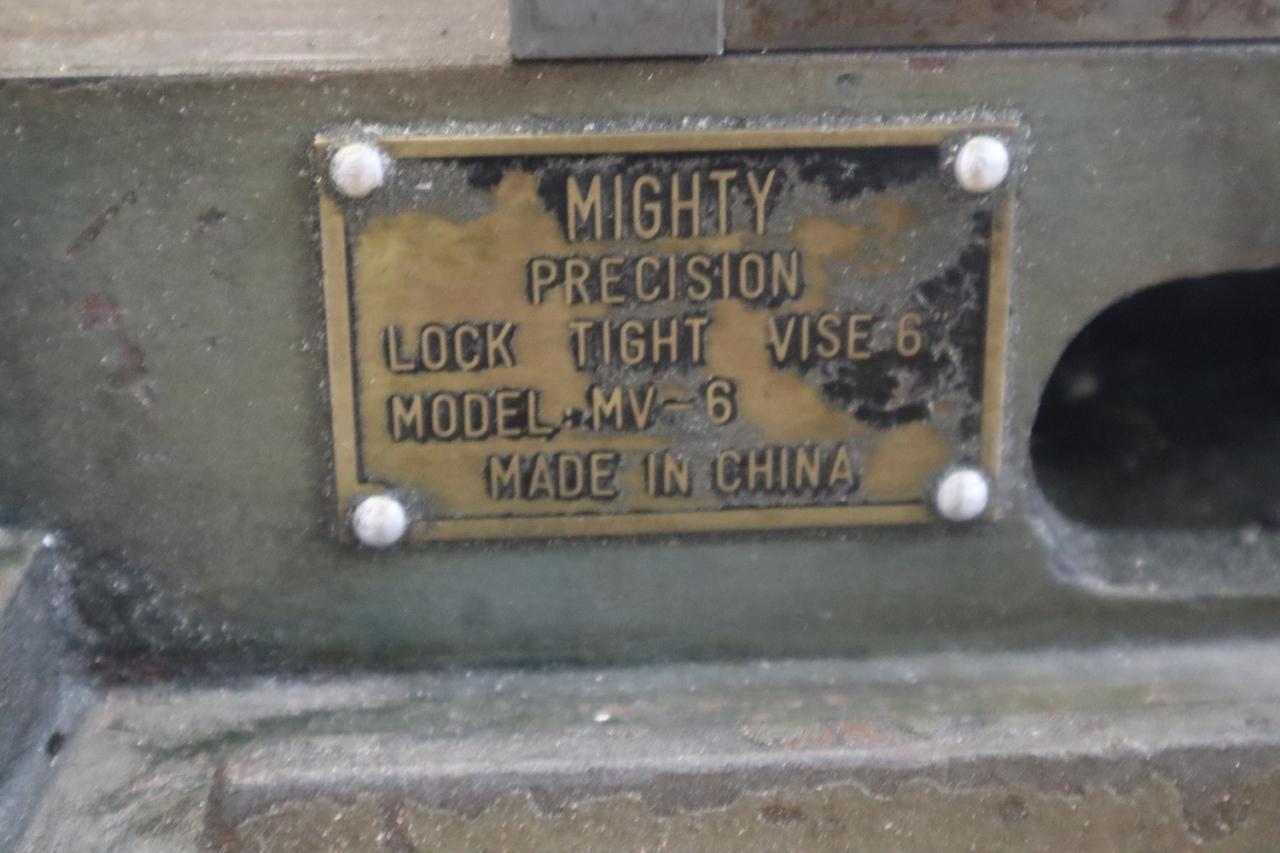 MIGHTY
PRECISION
LOCK TIGHT VISE 6"
MODEL: MV-6
MADE IN CHINA